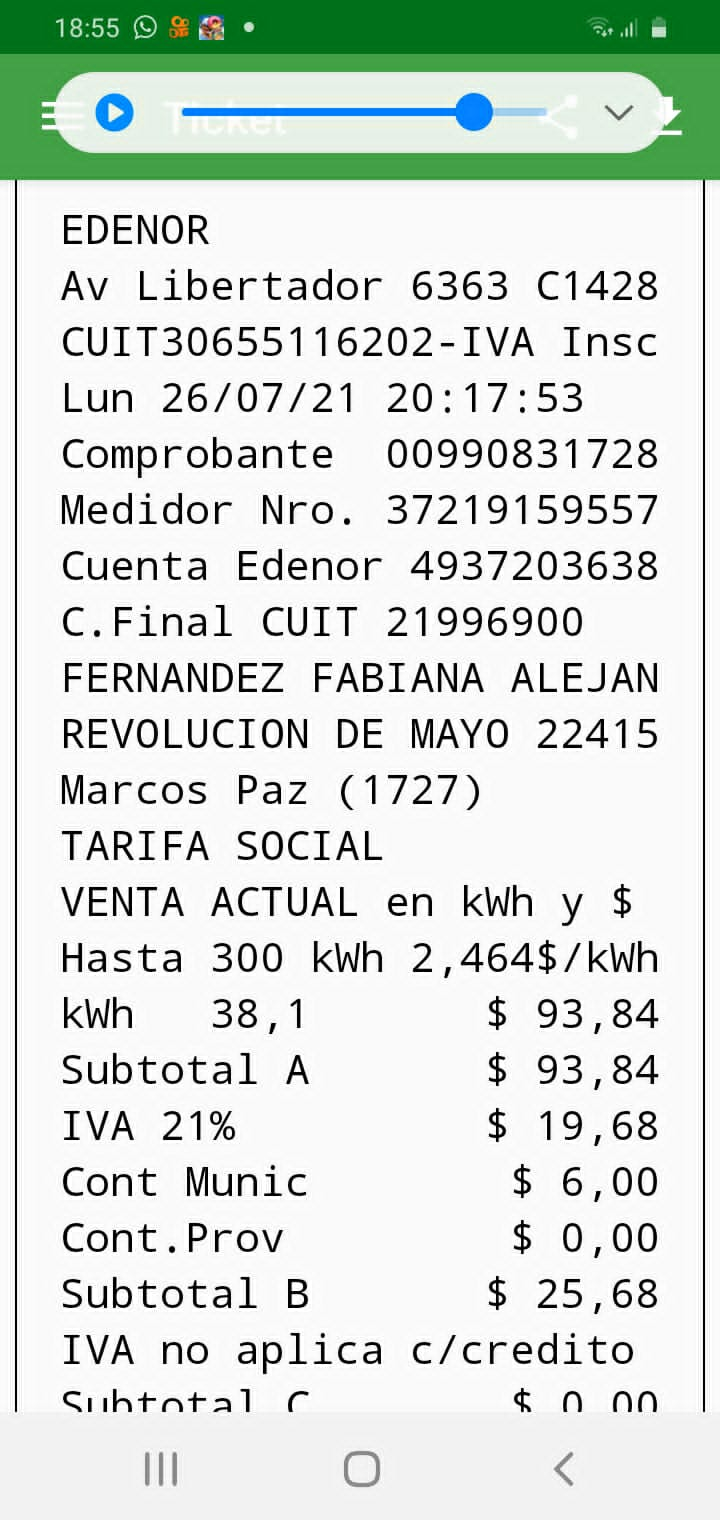 18:55
Ticket
EDENOR
Av Libertador 6363 C1428
CUIT30655116202-IVA Insc
Lun 26/07/21 20:17:53
Comprobante 00990831728
Medidor Nro. 37219159557
Cuenta Edenor 4937203638
C.Final CUIT 21996900
FERNANDEZ FABIANA ALEJAN
REVOLUCION DE MAYO 22415
Marcos Paz (1727)
TARIFA SOCIAL
VENTA ACTUAL en kWh y $
Hasta 300 kWh 2,464$/kWh
kWh 38,1 $ 93,84
Subtotal A $ 93,84
IVA 21% $ 19,68
Cont Munic $ 6,00
Cont.Prov $ 0,00
Subtotal B $ 25,68
IVA no aplica c/credito
Subtotal C $ 0,00